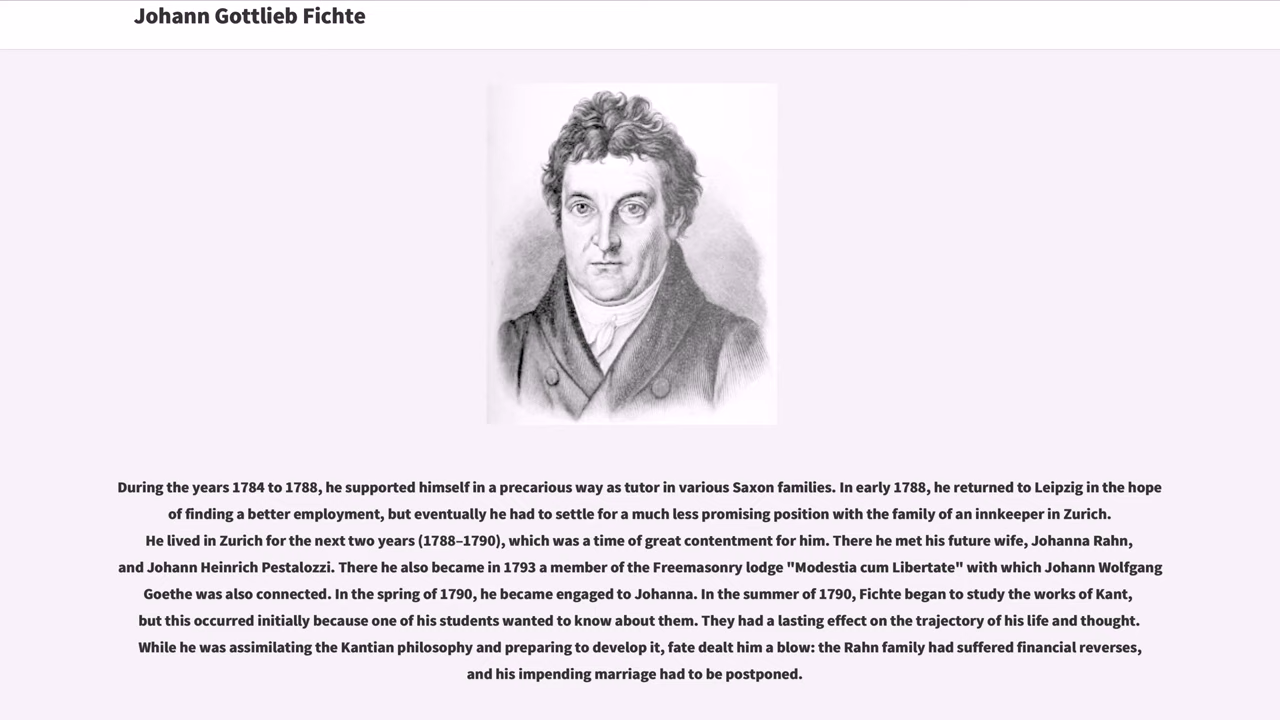 Johann Gottlieb Fichte
During the years 1784 to 1788, he supported himself in a precarious way as tutor in various Saxon families. In early 1788, he returned to Leipzig in the hope
of finding a better employment, but eventually he had to settle for a much less promising position with the family of an innkeeper in Zurich.
He lived in Zurich for the next two years (1788–1790), which was a time of great contentment for him. There he met his future wife, Johanna Rahn,
and Johann Heinrich Pestalozzi. There he also became in 1793 a member of the Freemasonry lodge "Modestia cum Libertate" with which Johann Wolfgang
Goethe was also connected. In the spring of 1790, he became engaged to Johanna. In the summer of 1790, Fichte began to study the works of Kant,
but this occurred initially because one of his students wanted to know about them. They had a lasting effect on the trajectory of his life and thought.
While he was assimilating the Kantian philosophy and preparing to develop it, fate dealt him a blow: the Rahn family had suffered financial reverses,
and his impending marriage had to be postponed.